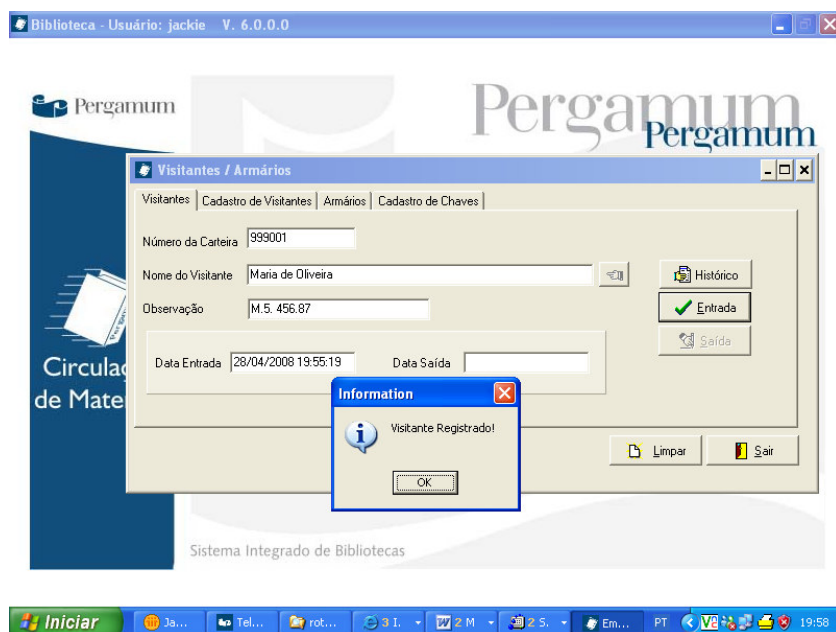 Biblioteca - Usuário: jackie V. 6.0.0.0
Pergamum
Pergamum
Pergamum
Visitantes / Armários
Visitantes Cadastro de Visitantes Armários Cadastro de Chaves
Número da Carteira 999001
Nome do Visitante Maria de Oliveira
Histórico
Observação M.5. 456.87
Entrada
Saída
Data Entrada 28/04/2008 19:55:19 Data Saída
Circulaç
de Mate
Information
Visitante Registrado!
OK
Limpar Sair
Sistema Integrado de Bibliotecas
Iniciar Ja... Tel... rot... 3 I. 2 M 2 S. Em... PT 19:58